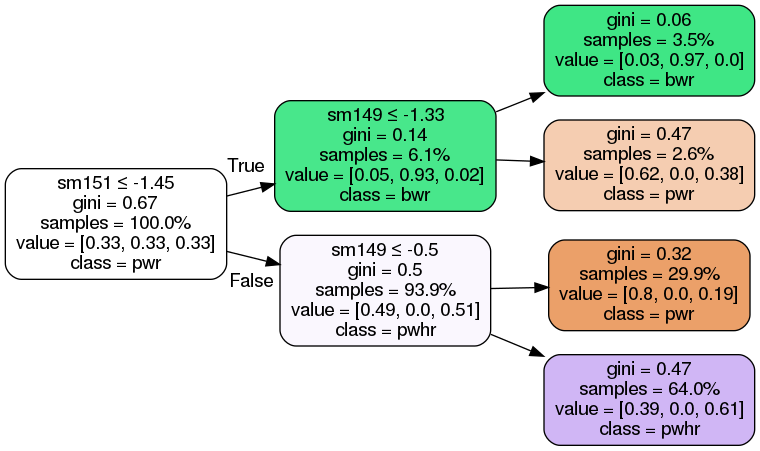 sm151 ≤ -1.45
gini = 0.67
samples = 100.0%
value = [0.33, 0.33, 0.33]
class = pwr
True
False
sm149 ≤ -1.33
gini = 0.14
samples = 6.1%
value = [0.05, 0.93, 0.02]
class = bwr
sm149 ≤ -0.5
gini = 0.5
samples = 93.9%
value = [0.49, 0.0, 0.51]
class = pwhr
gini = 0.06
samples = 3.5%
value = [0.03, 0.97, 0.0]
class = bwr
gini = 0.47
samples = 2.6%
value = [0.62, 0.0, 0.38]
class = pwr
gini = 0.32
samples = 29.9%
value = [0.8, 0.0, 0.19]
class = pwr
gini = 0.47
samples = 64.0%
value = [0.39, 0.0, 0.61]
class = pwhr